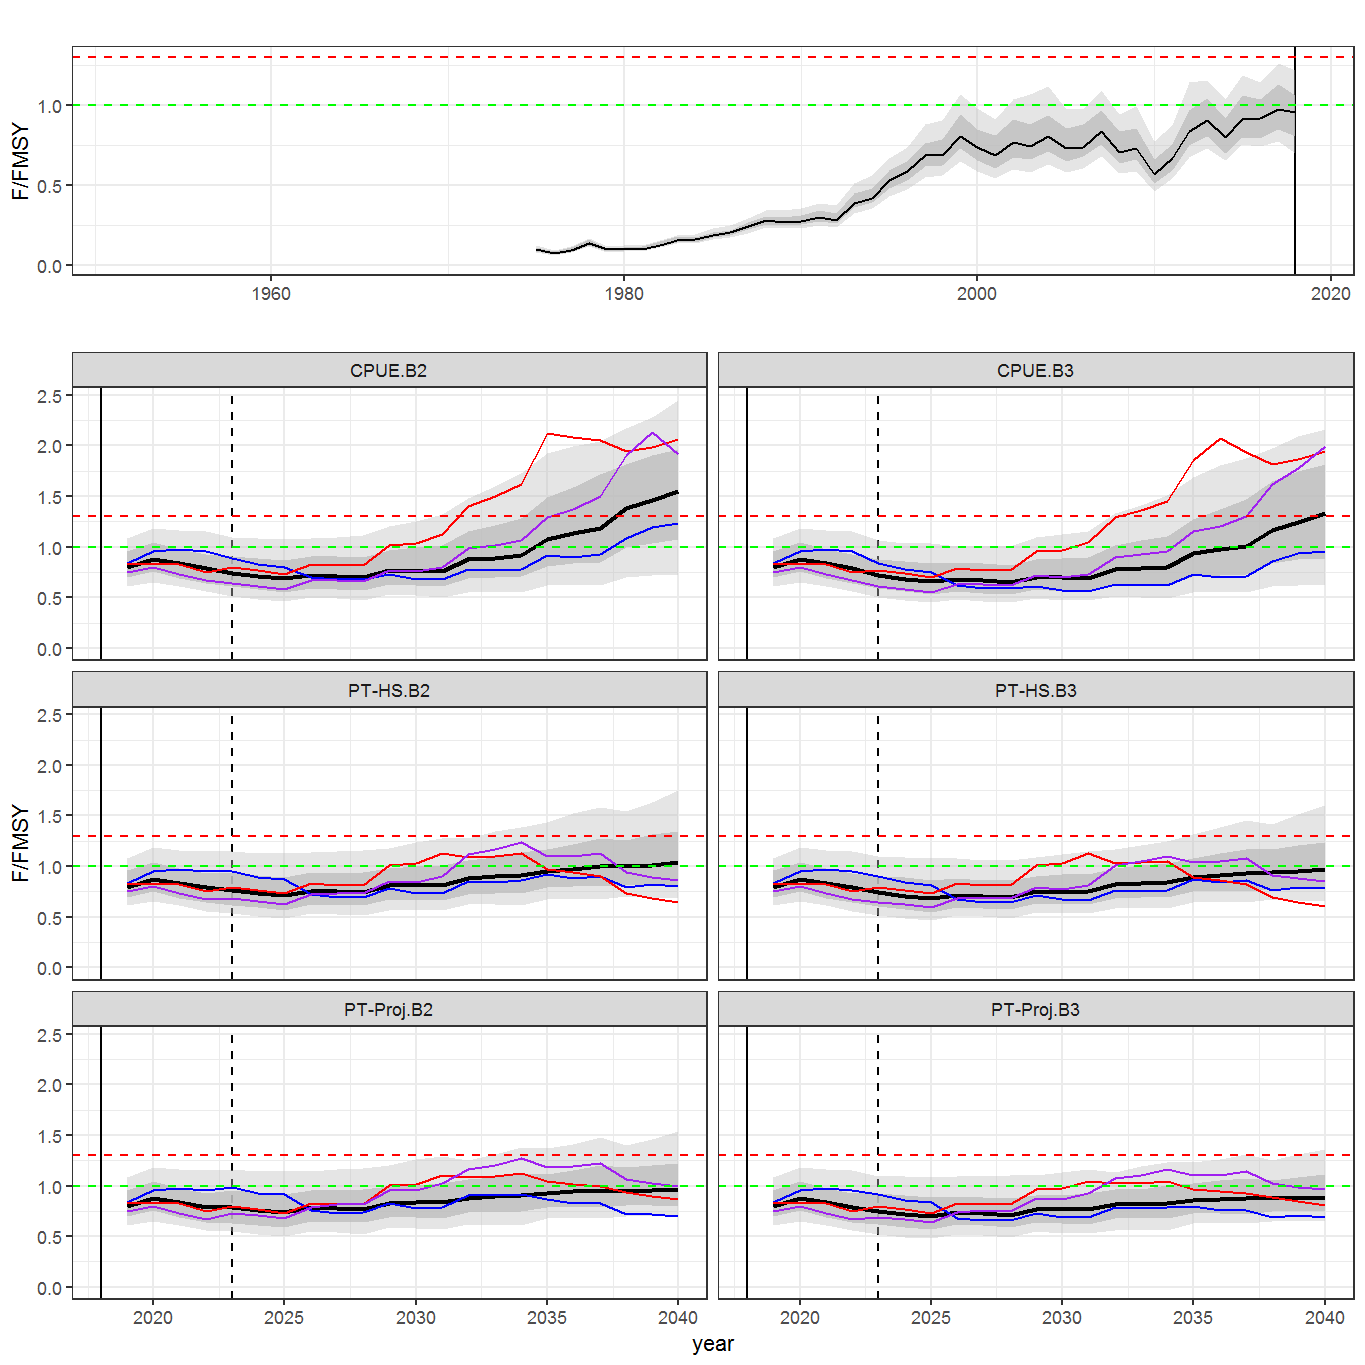 F/FMSY
1.0
0.5
0.0
1960 1980 2000 2020
CPUE.B2 CPUE.B3
2.5
2.0
1.5
1.0
0.5
0.0
PT-HS.B2 PT-HS.B3
2.5
2.0
1.5
1.0
0.5
0.0
F/FMSY
PT-Proj.B2 PT-Proj.B3
2.5
2.0
1.5
1.0
0.5
0.0
2020 2025 2030 2035 2040 2020 2025 2030 2035 2040
year